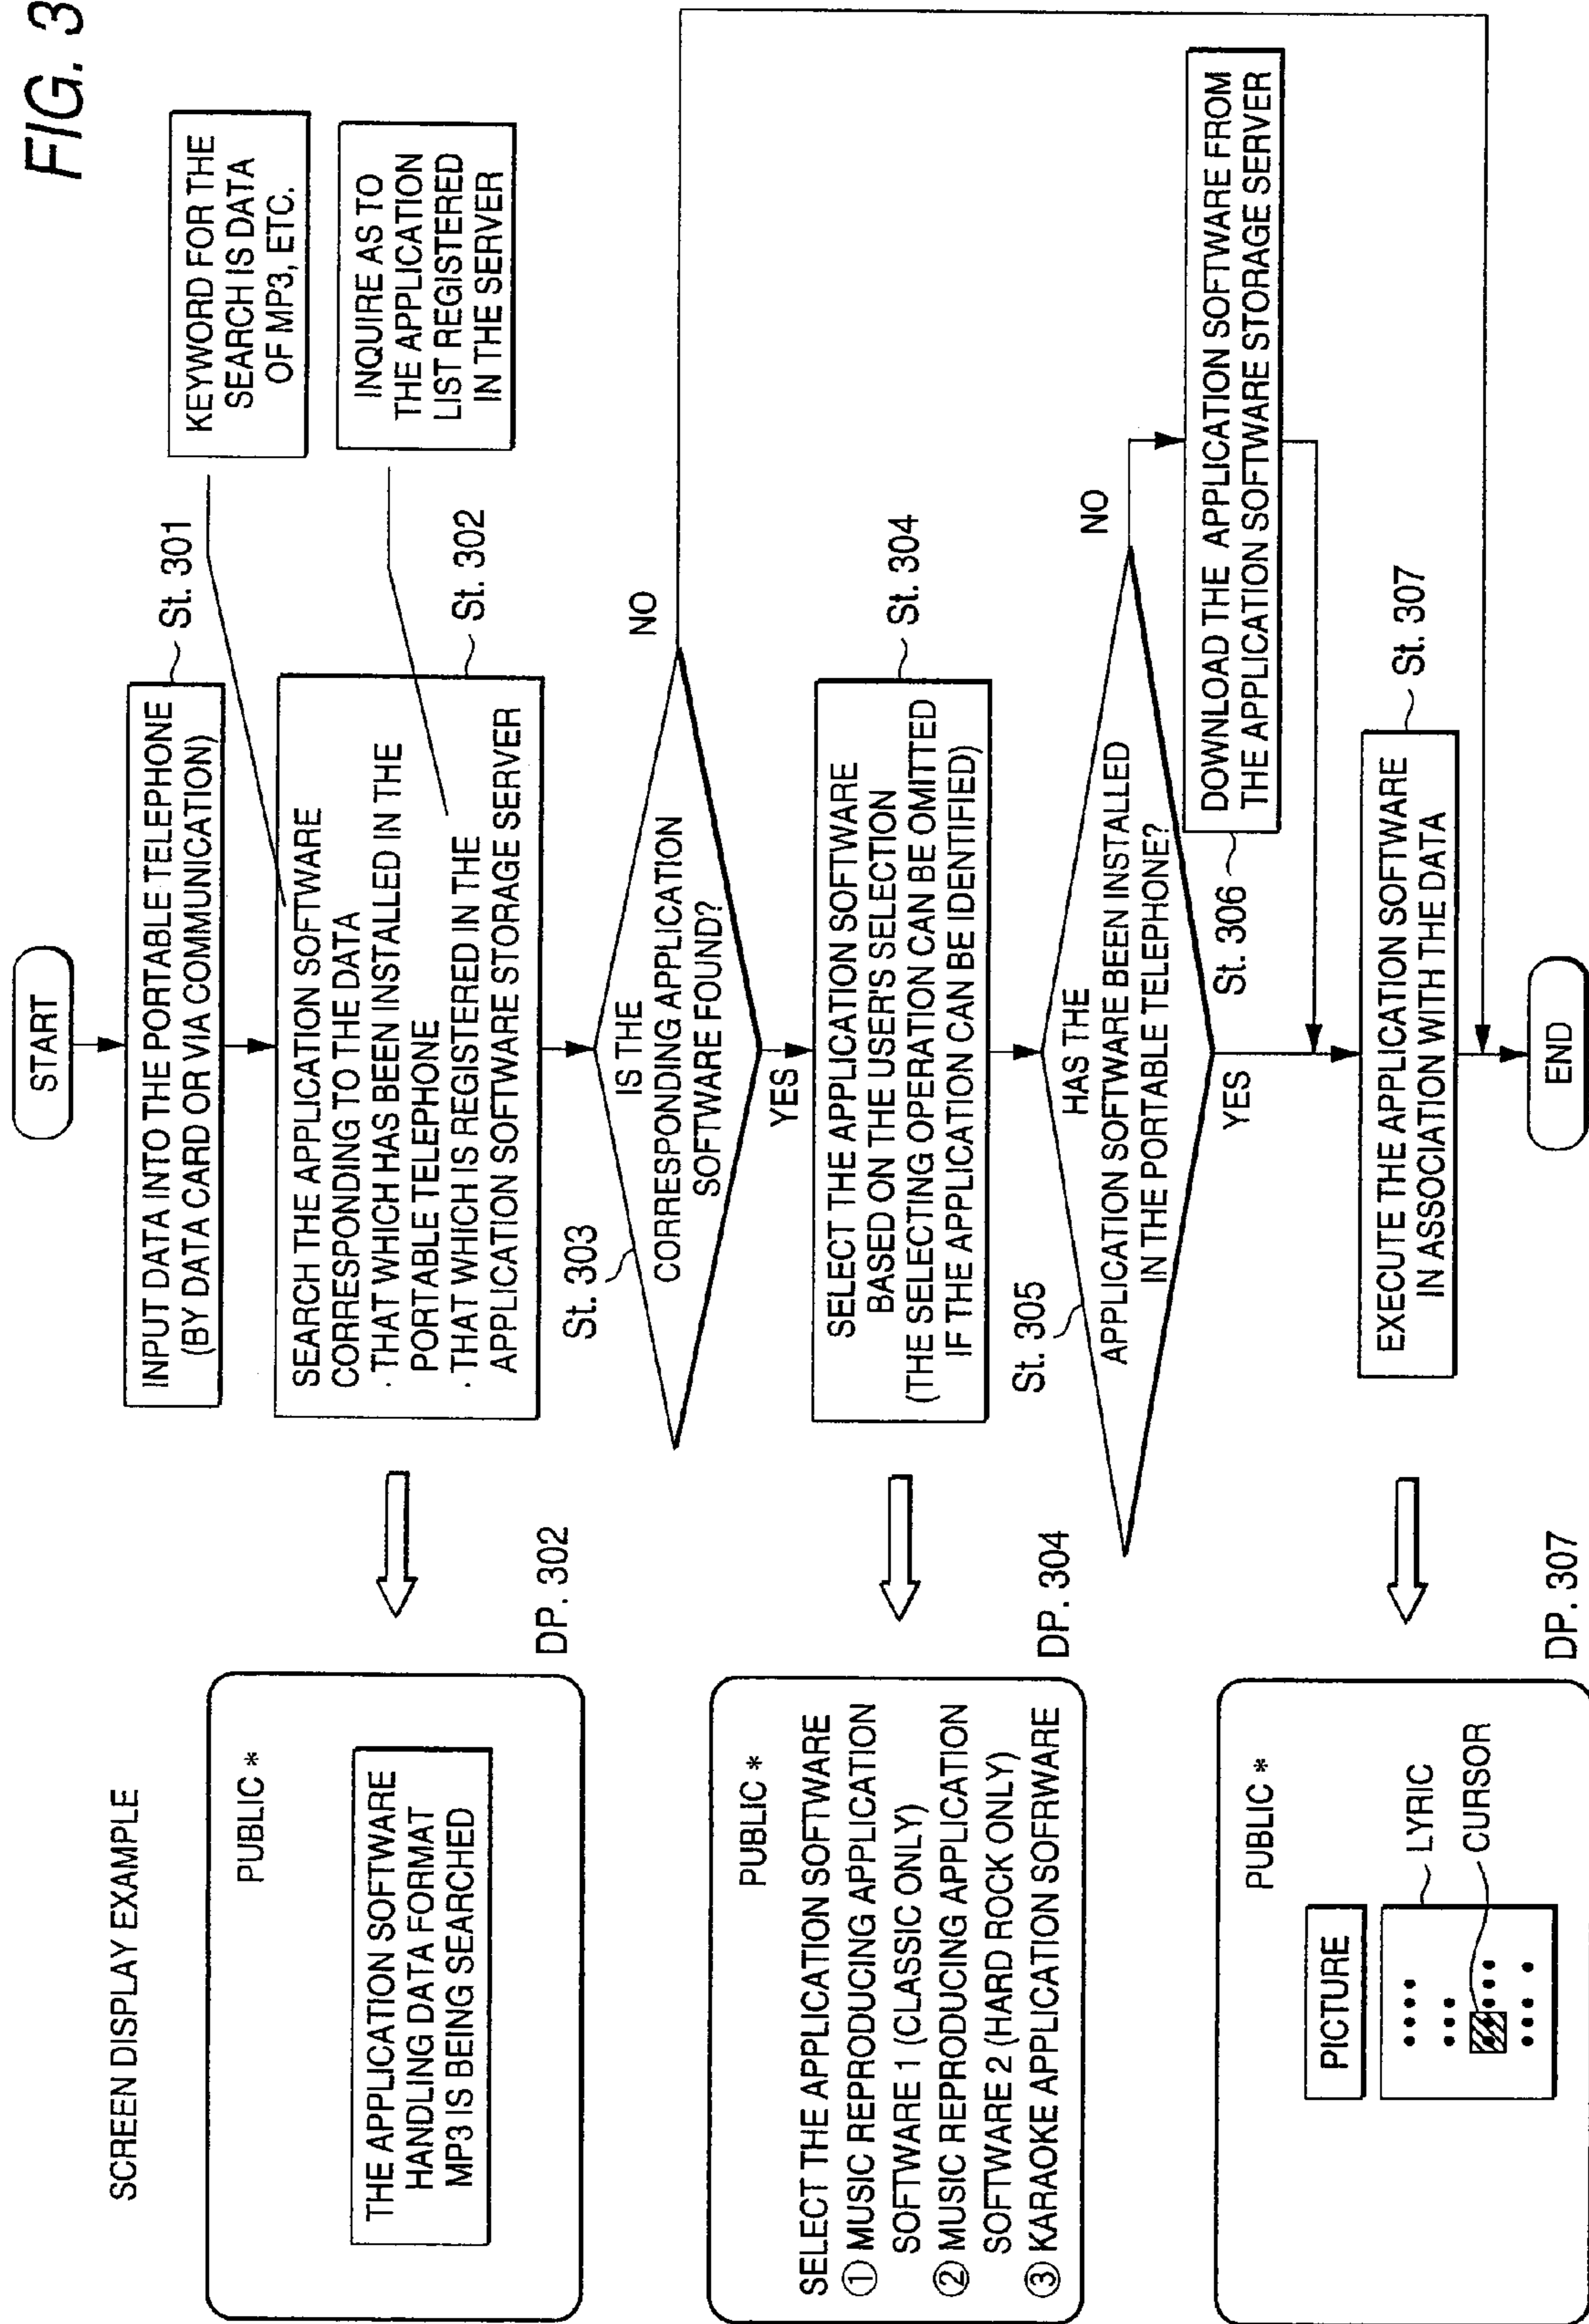 FIG. 3
SCREEN DISPLAY EXAMPLE
START
INPUT DATA INTO THE PORTABLE TELEPHONE
(BY DATA CARD OR VIA COMMUNICATION)
St. 301
KEYWORD FOR THE
SEARCH IS DATA
OF MP3, ETC.
SEARCH THE APPLICATION SOFTWARE
CORRESPONDING TO THE DATA
· THAT WHICH HAS BEEN INSTALLED IN THE
PORTABLE TELEPHONE
· THAT WHICH IS REGISTERED IN THE
APPLICATION SOFTWARE STORAGE SERVER
St. 302
INQUIRE AS TO
THE APPLICATION
LIST REGISTERED
IN THE SERVER
PUBLIC *
THE APPLICATION SOFTWARE
HANDLING DATA FORMAT
MP3 IS BEING SEARCHED
DP. 302
St. 303
IS THE
CORRESPONDING APPLICATION
SOFTWARE FOUND?
NO
YES
SELECT THE APPLICATION SOFTWARE
BASED ON THE USER'S SELECTION
(THE SELECTING OPERATION CAN BE OMITTED
IF THE APPLICATION CAN BE IDENTIFIED)
St. 304
PUBLIC *
SELECT THE APPLICATION SOFTWARE
① MUSIC REPRODUCING APPLICATION
SOFTWARE 1 (CLASSIC ONLY)
② MUSIC REPRODUCING APPLICATION
SOFTWARE 2 (HARD ROCK ONLY)
③ KARAOKE APPLICATION SOFRWARE
DP. 304
St. 305
HAS THE
APPLICATION SOFTWARE BEEN INSTALLED
IN THE PORTABLE TELEPHONE?
NO
YES
St. 306
DOWNLOAD THE APPLICATION SOFTWARE FROM
THE APPLICATION SOFTWARE STORAGE SERVER
EXECUTE THE APPLICATION SOFTWARE
IN ASSOCIATION WITH THE DATA
St. 307
PUBLIC *
PICTURE
LYRIC
CURSOR
DP. 307
END